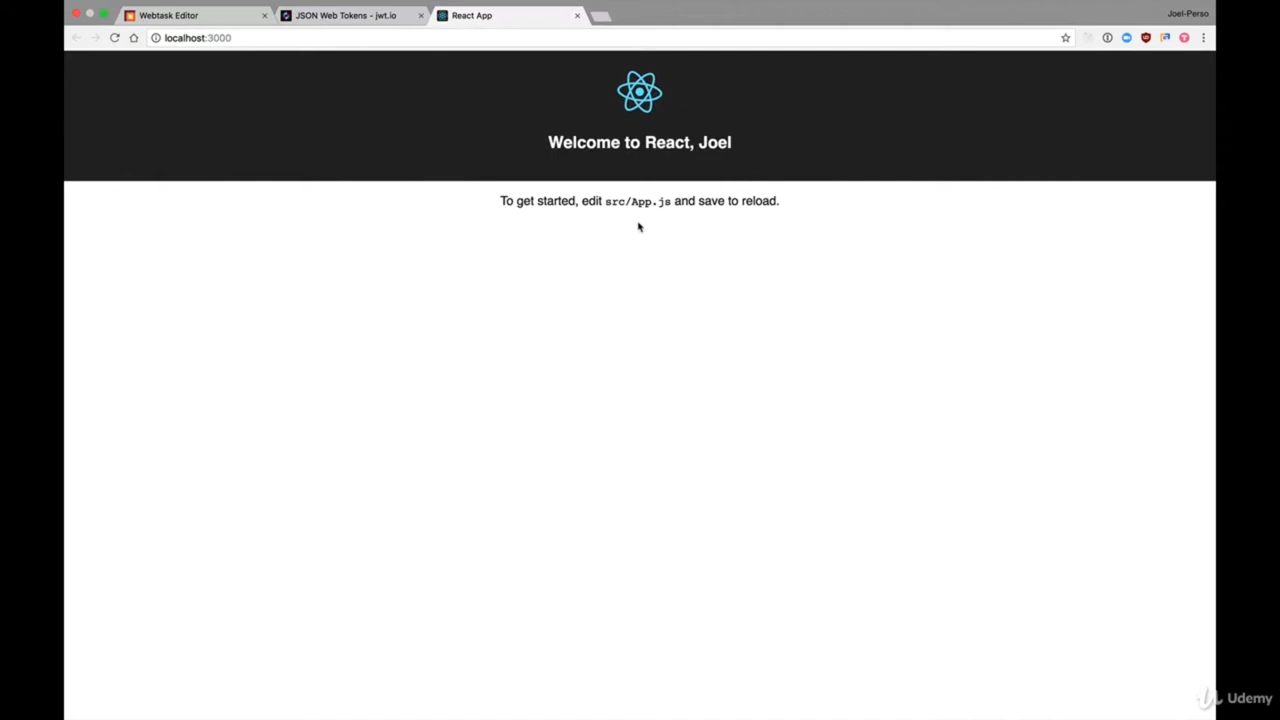 Webtask Editor
JSON Web Tokens - jwt.io
React App
Joel-Perso
localhost:3000
Welcome to React, Joel
To get started, edit src/App.js and save to reload.
Udemy